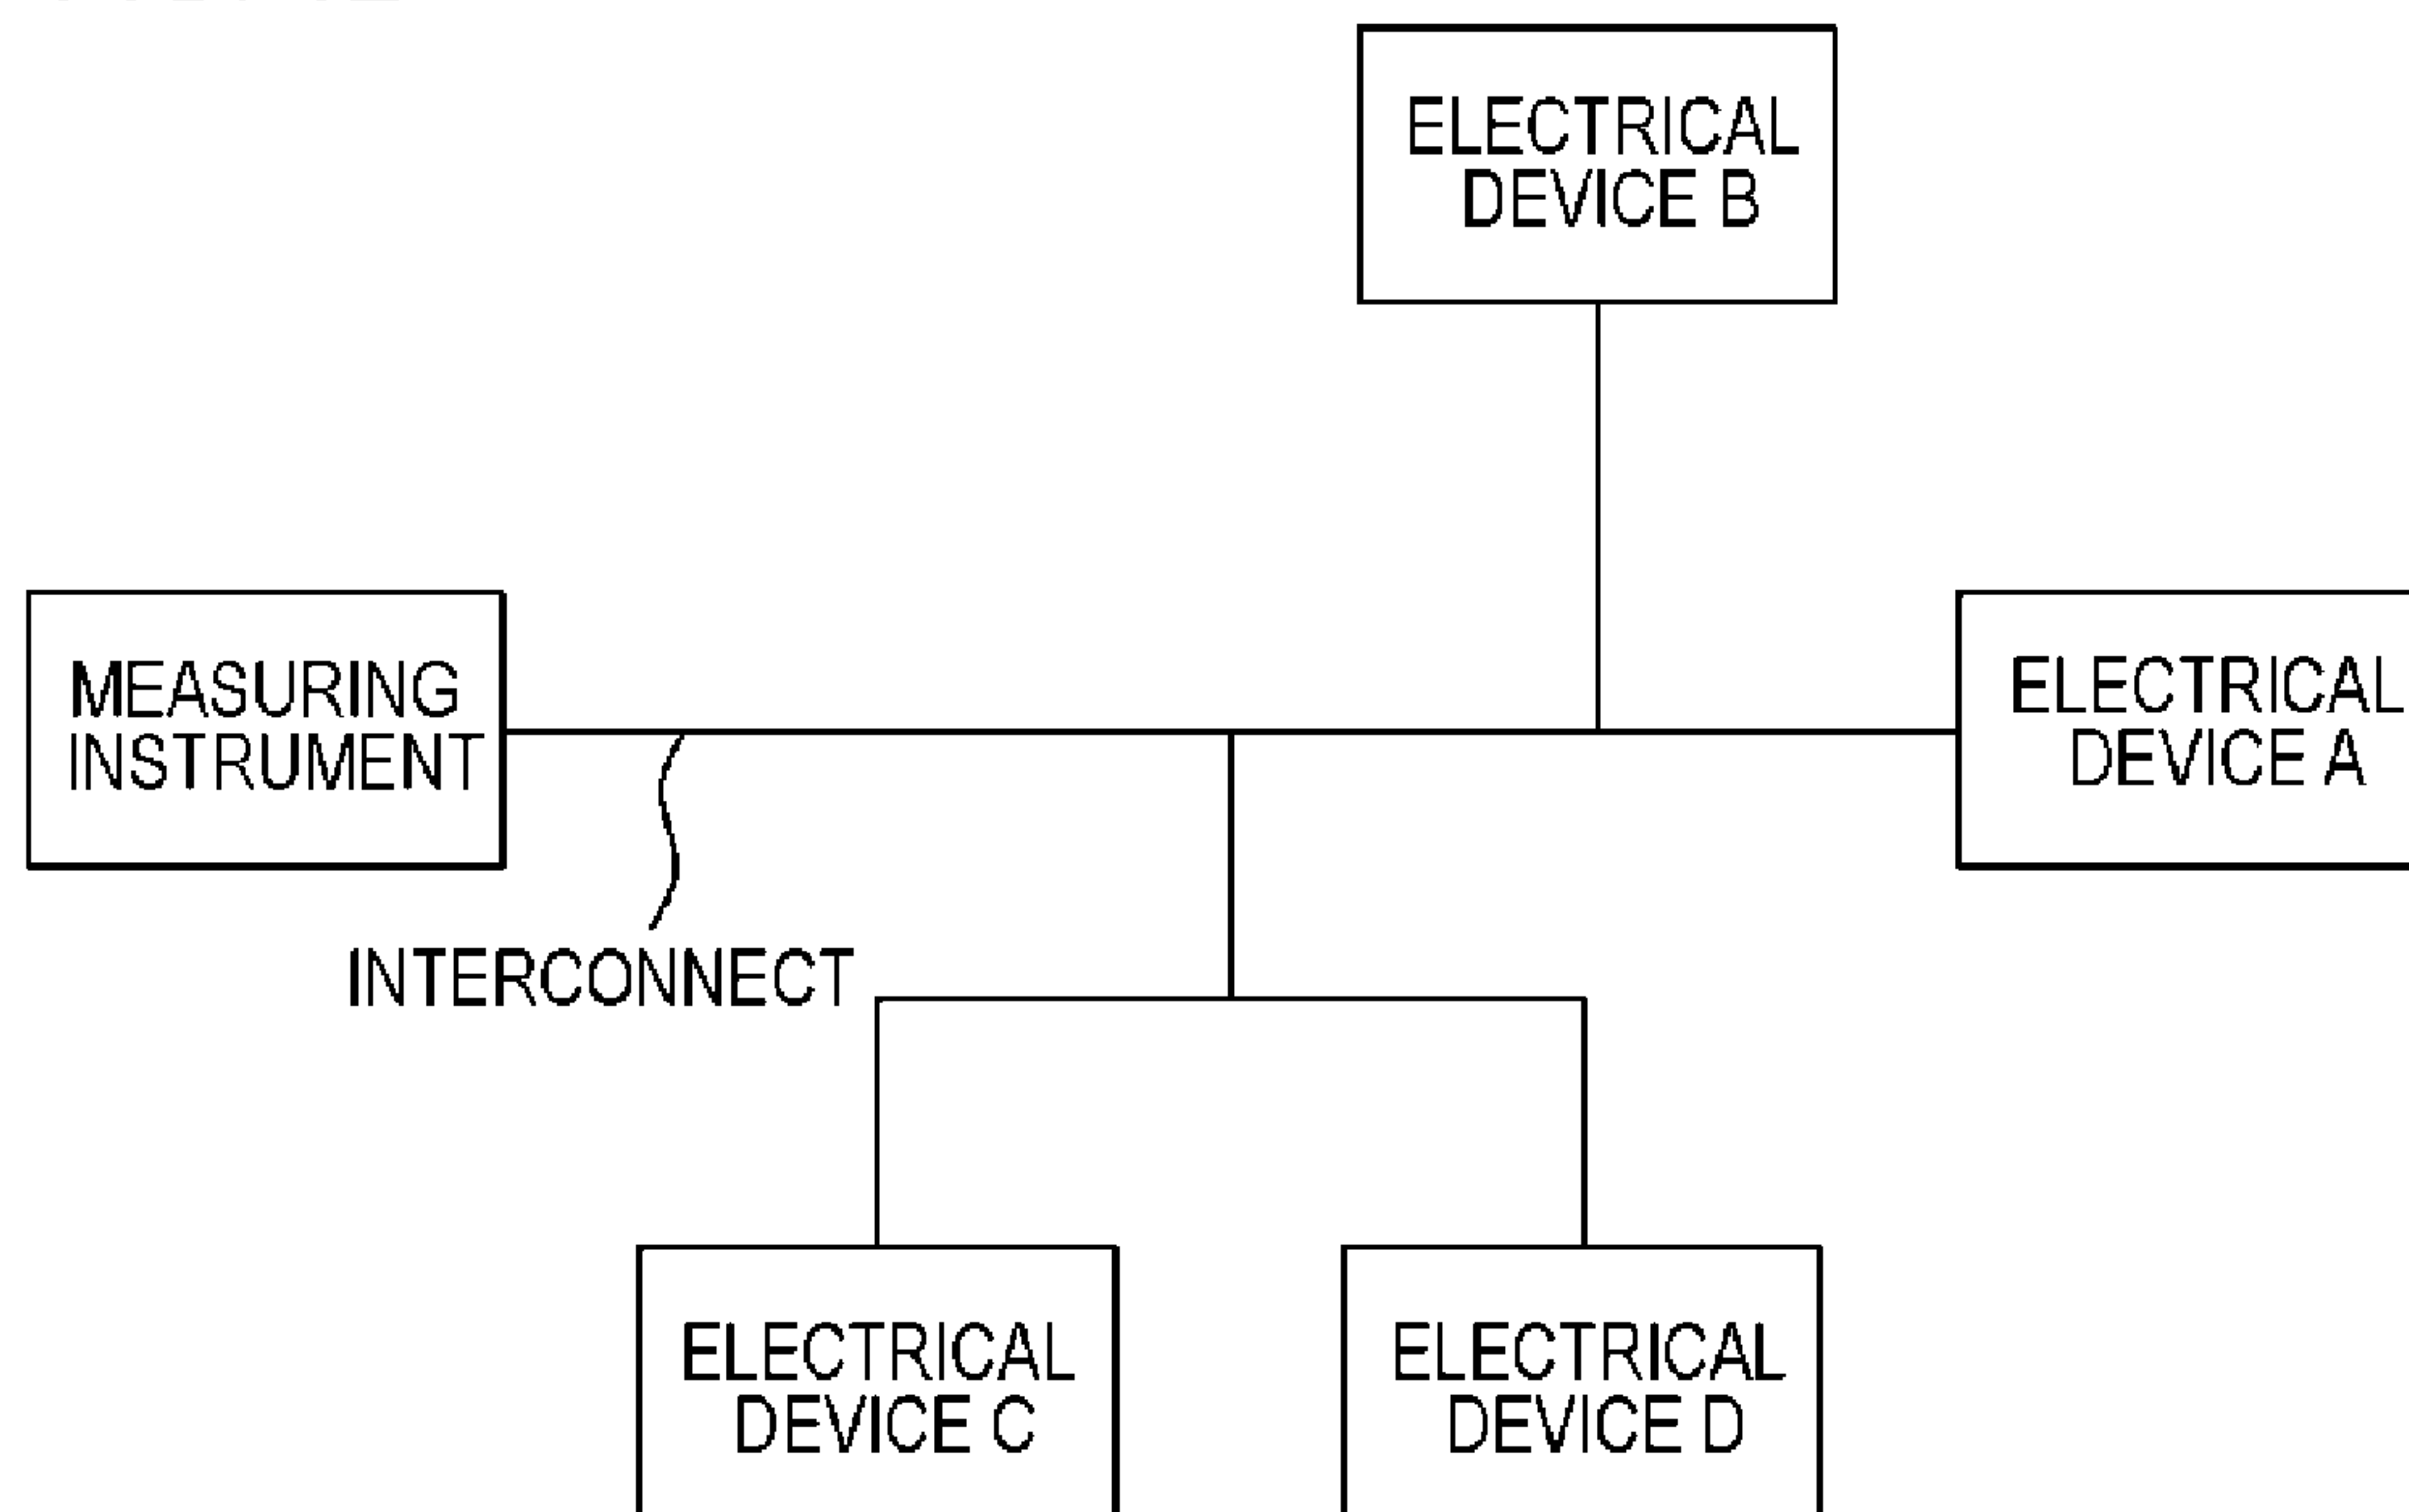 ELECTRICAL
DEVICE B
MEASURING
INSTRUMENT
ELECTRICAL
DEVICE A
INTERCONNECT
ELECTRICAL
DEVICE C
ELECTRICAL
DEVICE D